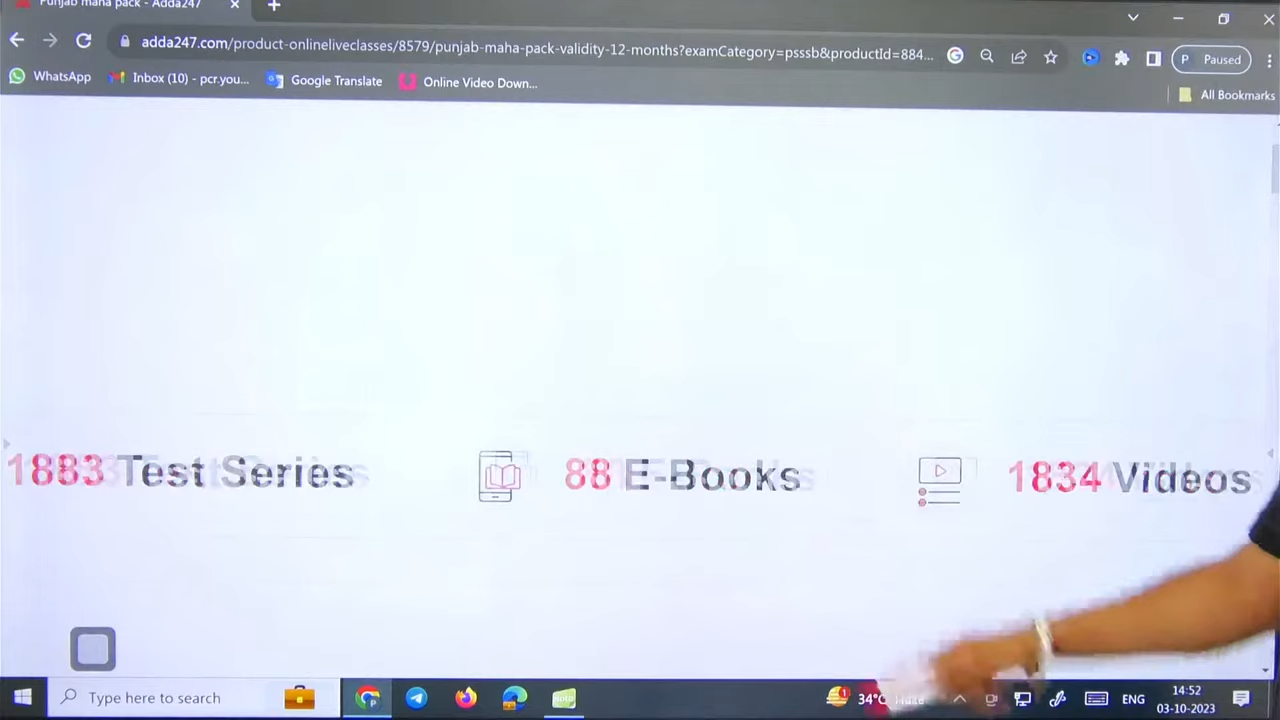 Punjab maha pack - Adda247
adda247.com/product-onlineliveclasses/8579/punjab-maha-pack-validity-12-months?examCategory=psssb&productId=884...
P Paused
WhatsApp
Inbox (10) - pcr.you...
Google Translate
Online Video Down...
All Bookmarks
1883 Test Series
88 E-Books
1834 Videos
Type here to search
34°C Haze
ENG
14:52
03-10-2023